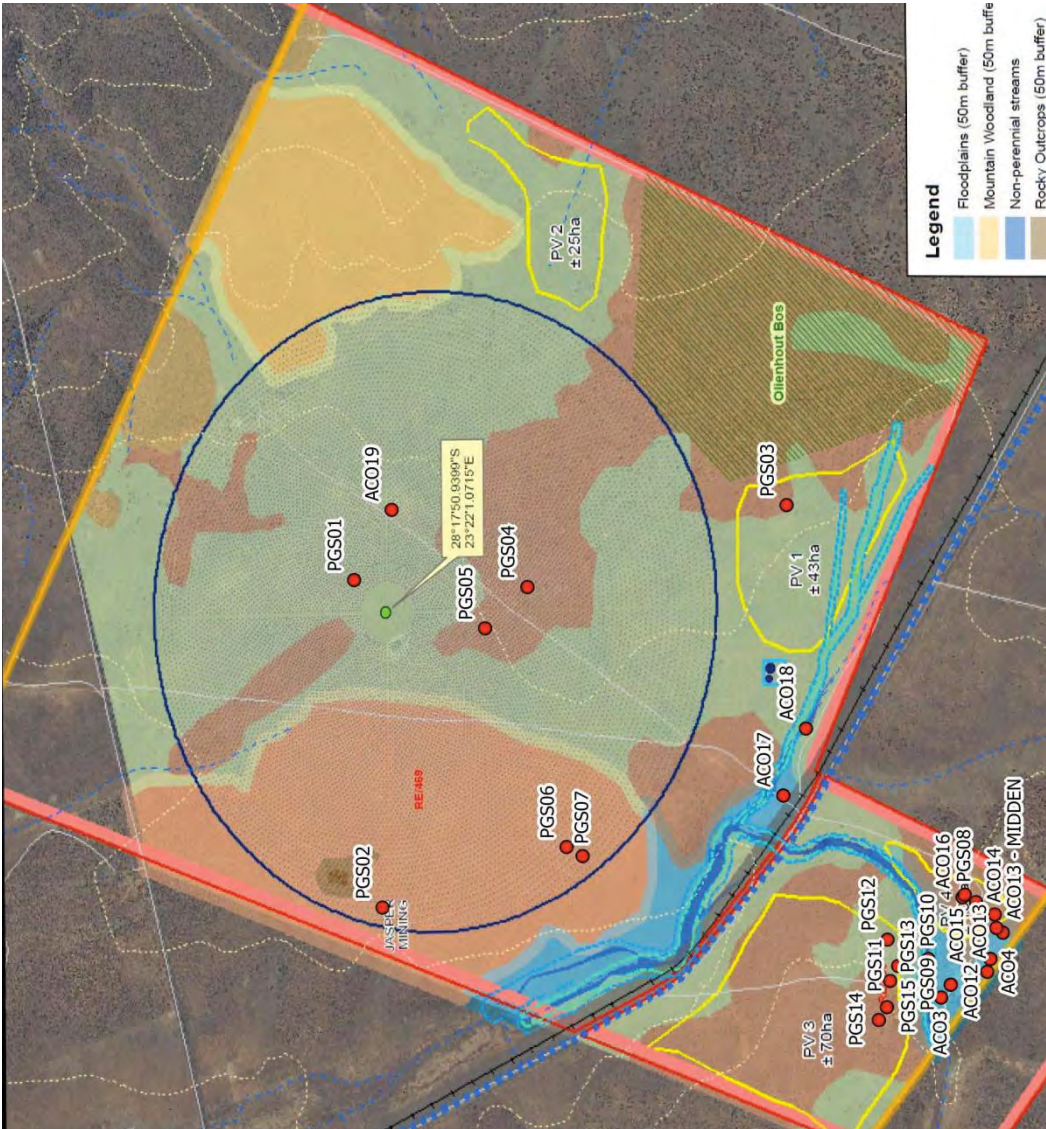 Legend
Floodplains (50m buffer)
Mountain Woodland (50m buffe
Non-perennial streams
Rocky Outcrops (50m buffer)
PV 2
± 25ha
Olienhout Bos
ACO19
PGS01
28°17'50.9399"S
23°22'1.0715"E
PGS05
PGS04
PGS03
PV 1
± 43ha
ACO18
ACO17
RE/469
PGS06
PGS07
PGS02
JASPER
MINING
PGS12
PGS11
PGS13
PGS10
PGS14
PGS15
PGS09
PV 3
± 70ha
ACO16
PGS08
PV 4
ACO15
ACO14
ACO13
ACO13 - MIDDEN
ACO12
ACO3
ACO4